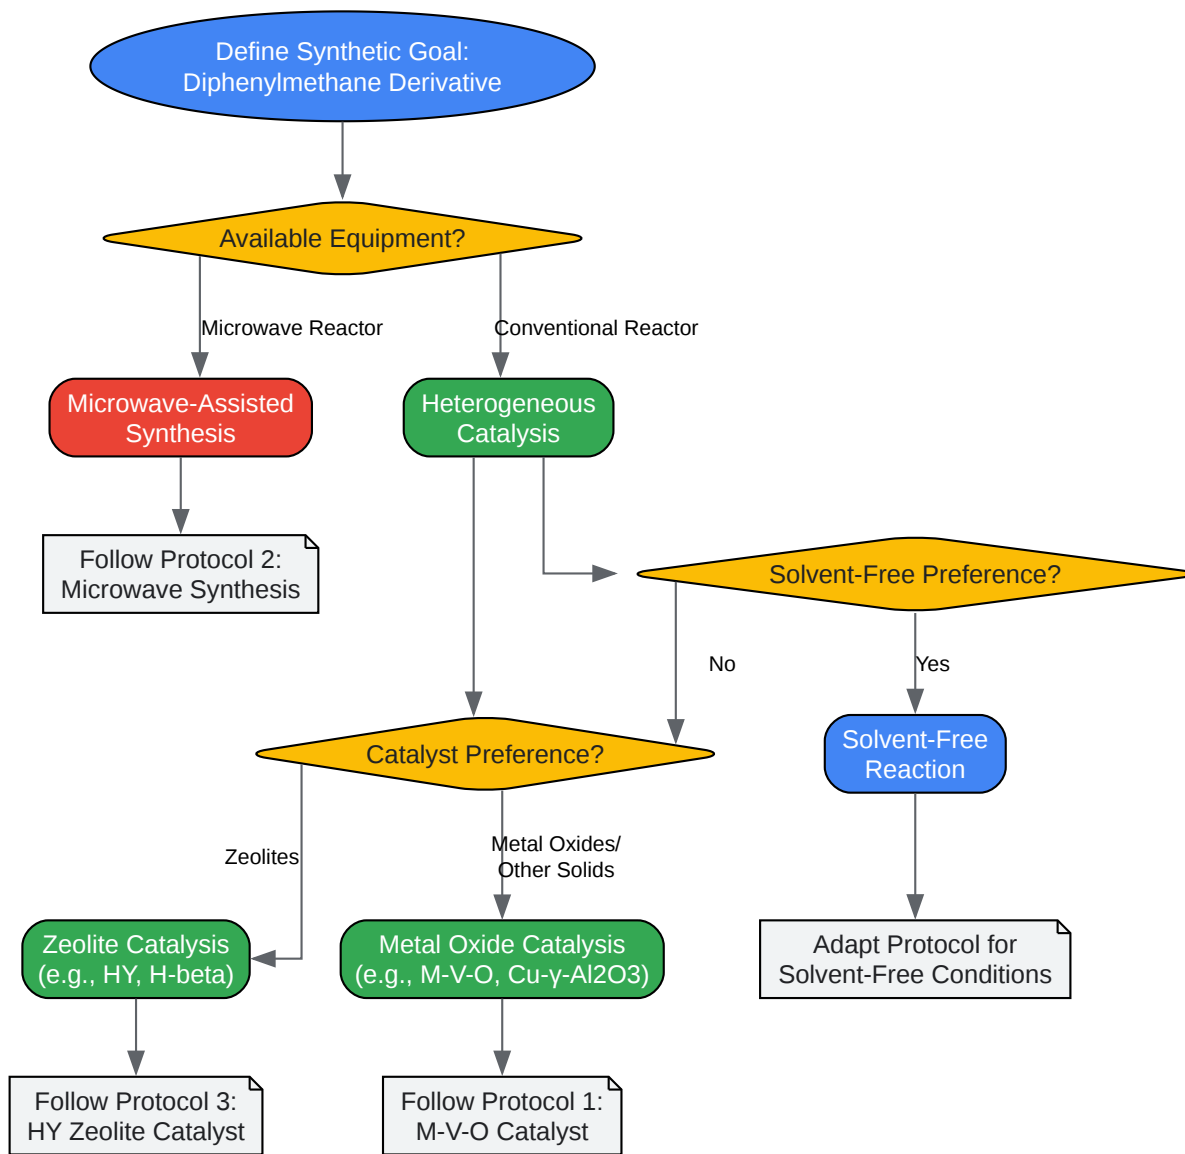 Define Synthetic Goal:
Diphenylmethane Derivative
Available Equipment?
Microwave Reactor
Conventional Reactor
Microwave-Assisted
Synthesis
Heterogeneous
Catalysis
Follow Protocol 2:
Microwave Synthesis
Solvent-Free Preference?
No
Yes
Catalyst Preference?
Solvent-Free
Reaction
Zeolites
Metal Oxides/
Other Solids
Zeolite Catalysis
(e.g., HY, H-beta)
Metal Oxide Catalysis
(e.g., M-V-O, Cu-γ-Al2O3)
Adapt Protocol for
Solvent-Free Conditions
Follow Protocol 3:
HY Zeolite Catalyst
Follow Protocol 1:
M-V-O Catalyst